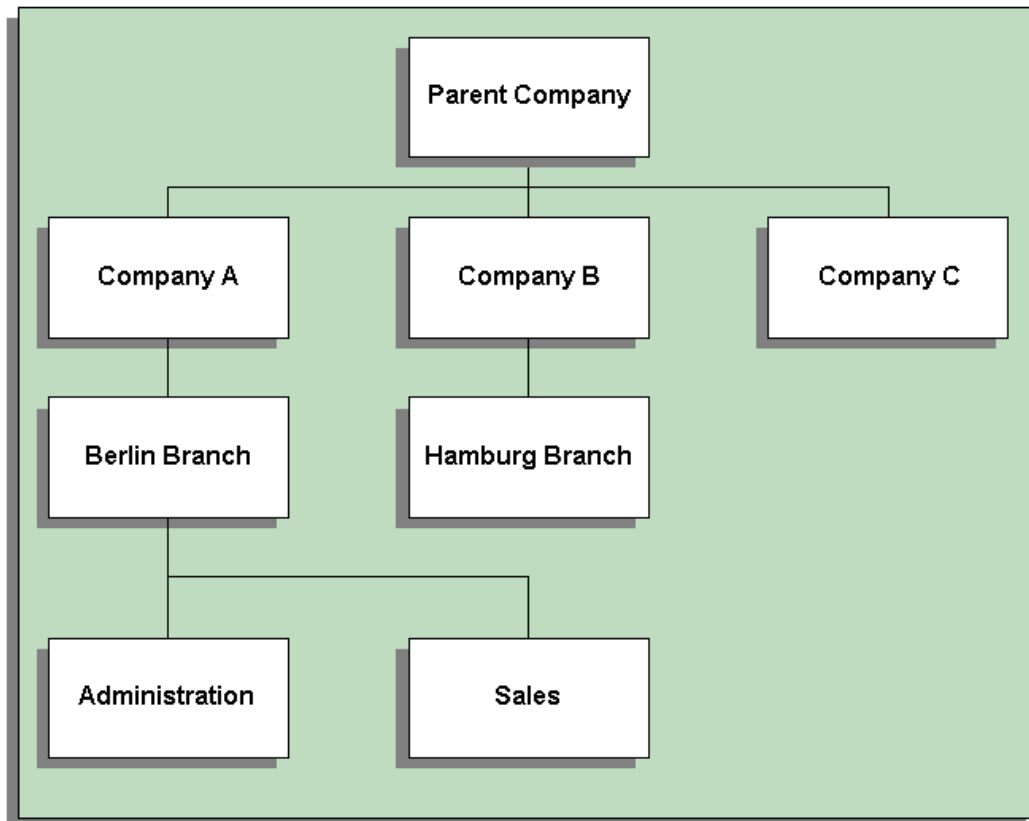 Parent Company
Company A
Company B
Company C
Berlin Branch
Hamburg Branch
Administration
Sales